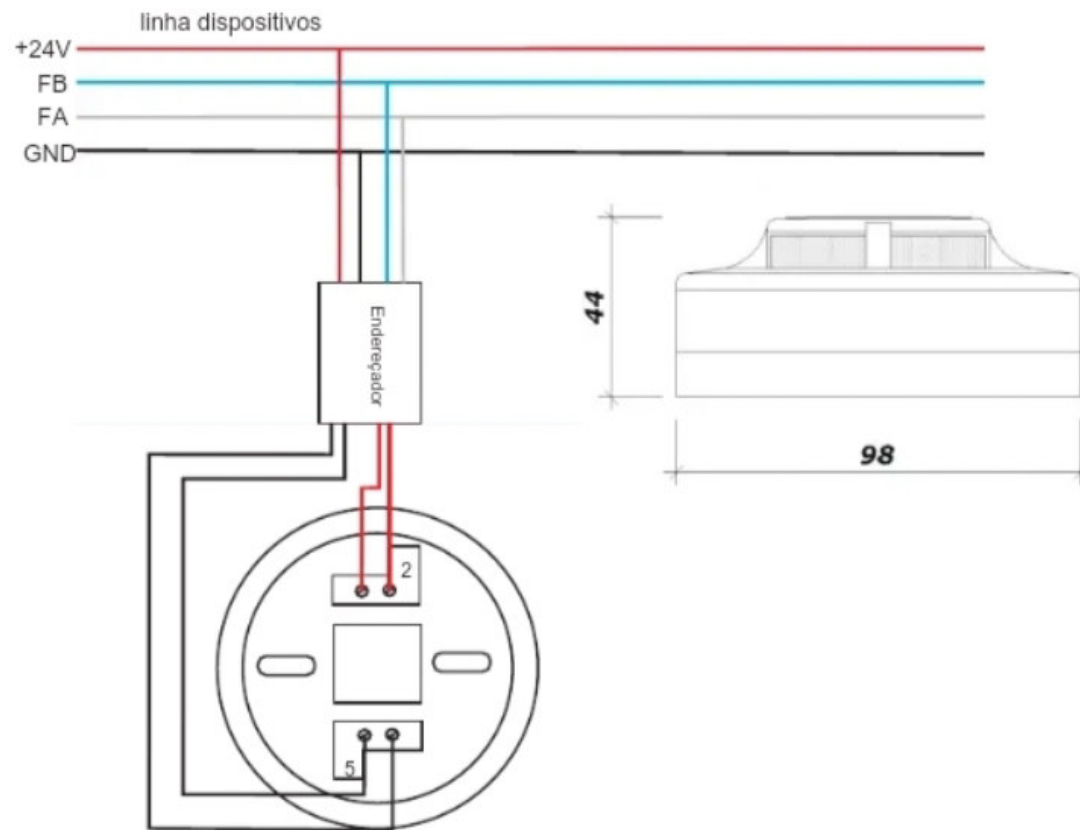 linha dispositivos
+24V
FB
FA
GND
Endereçador
44
98
2
5